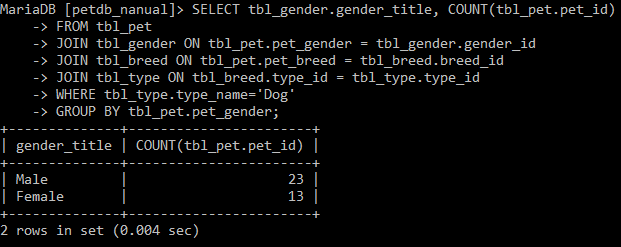 MariaDB [petdb_nanual]> SELECT tbl_gender.gender_title, COUNT(tbl_pet.pet_id)
    -> FROM tbl_pet
    -> JOIN tbl_gender ON tbl_pet.pet_gender = tbl_gender.gender_id
    -> JOIN tbl_breed ON tbl_pet.pet_breed = tbl_breed.breed_id
    -> JOIN tbl_type ON tbl_breed.type_id = tbl_type.type_id
    -> WHERE tbl_type.type_name='Dog'
    -> GROUP BY tbl_pet.pet_gender;
+--------------+-----------------------+
| gender_title | COUNT(tbl_pet.pet_id) |
+--------------+-----------------------+
| Male         |                    23 |
| Female       |                    13 |
+--------------+-----------------------+
2 rows in set (0.004 sec)